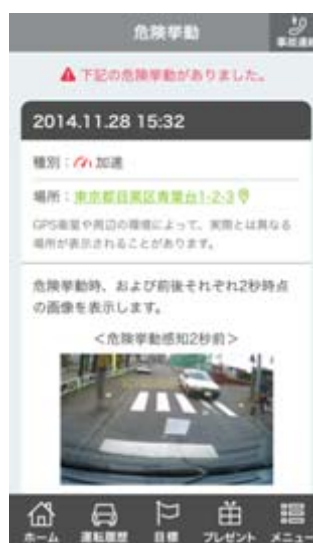 危険挙動
事故連絡
下記の危険挙動がありました。
2014.11.28 15:32
種別：加速
場所：東京都目黒区青葉台1-2-3
GPS衛星や周辺の環境によって、実際とは異なる
場所が表示されることがあります。
危険挙動時、および前後それぞれ2秒時点
の画像を表示します。
＜危険挙動感知2秒前＞
ホーム 運転履歴 目標 プレゼント メニュー